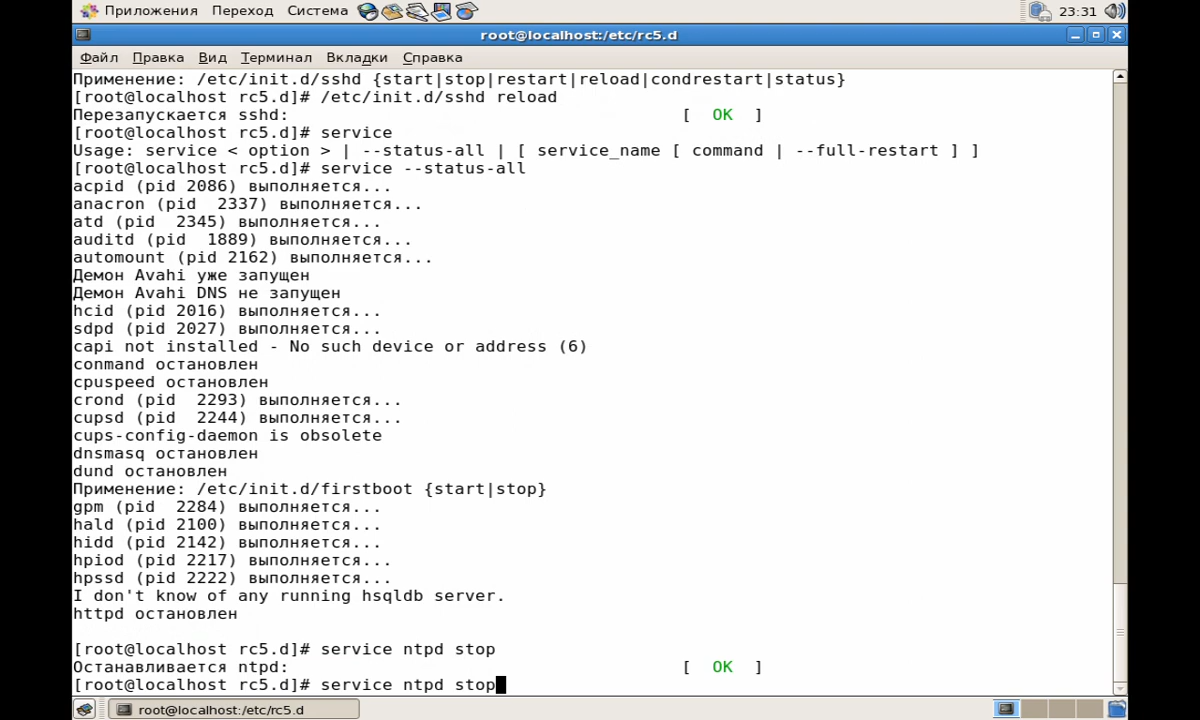 Приложения Переход Система 23:31
root@localhost:/etc/rc5.d
Файл Правка Вид Терминал Вкладки Справка
Применение: /etc/init.d/sshd {start|stop|restart|reload|condrestart|status}
[root@localhost rc5.d]# /etc/init.d/sshd reload
Перезапускается sshd: [ OK ]
[root@localhost rc5.d]# service
Usage: service < option > | --status-all | [ service_name [ command | --full-restart ] ]
[root@localhost rc5.d]# service --status-all
acpid (pid 2086) выполняется...
anacron (pid  2337) выполняется...
atd (pid  2345) выполняется...
auditd (pid  1889) выполняется...
automount (pid 2162) выполняется...
Демон Avahi уже запущен
Демон Avahi DNS не запущен
hcid (pid 2016) выполняется...
sdpd (pid 2027) выполняется...
capi not installed - No such device or address (6)
conmand остановлен
cpuspeed остановлен
crond (pid  2293) выполняется...
cupsd (pid  2244) выполняется...
cups-config-daemon is obsolete
dnsmasq остановлен
dund остановлен
Применение: /etc/init.d/firstboot {start|stop}
gpm (pid  2284) выполняется...
hald (pid 2100) выполняется...
hidd (pid 2142) выполняется...
hpiod (pid 2217) выполняется...
hpssd (pid 2222) выполняется...
I don't know of any running hsqldb server.
httpd остановлен
[root@localhost rc5.d]# service ntpd stop
Останавливается ntpd: [ OK ]
[root@localhost rc5.d]# service ntpd stop
root@localhost:/etc/rc5.d